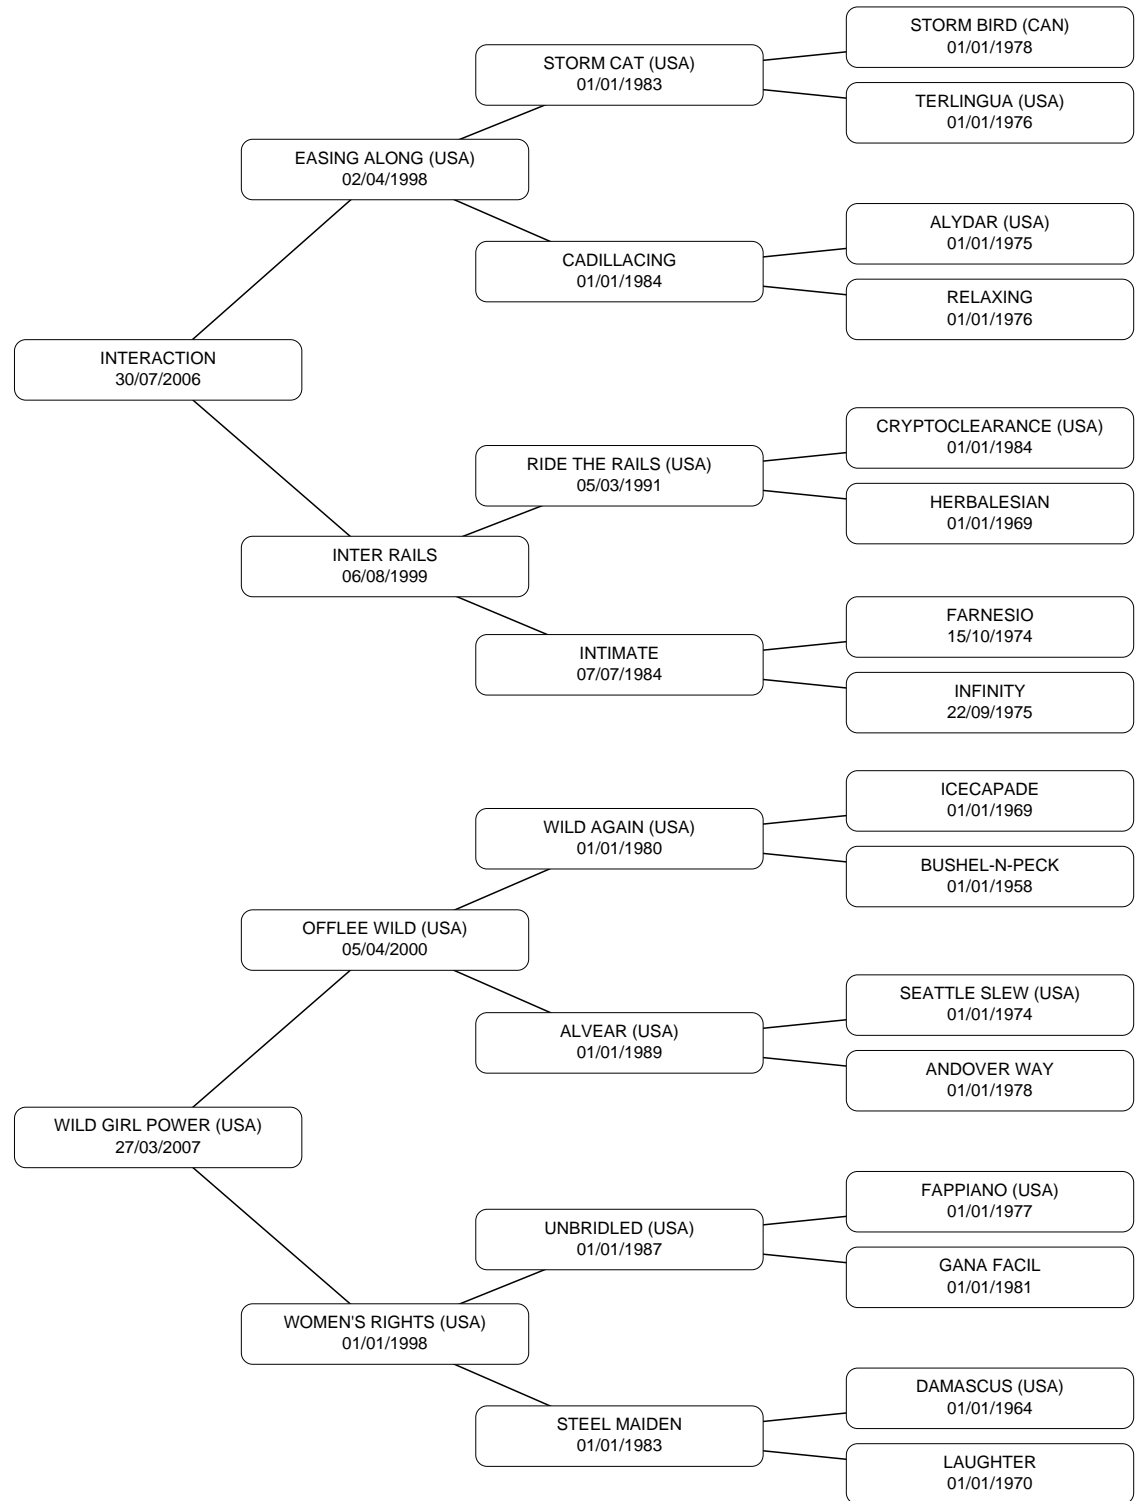 STORM BIRD (CAN)
01/01/1978
STORM CAT (USA)
01/01/1983
TERLINGUA (USA)
01/01/1976
EASING ALONG (USA)
02/04/1998
ALYDAR (USA)
01/01/1975
CADILLACING
01/01/1984
RELAXING
01/01/1976
INTERACTION
30/07/2006
CRYPTOCLEARANCE (USA)
01/01/1984
RIDE THE RAILS (USA)
05/03/1991
HERBALESIAN
01/01/1969
INTER RAILS
06/08/1999
FARNESIO
15/10/1974
INTIMATE
07/07/1984
INFINITY
22/09/1975
ICECAPADE
01/01/1969
WILD AGAIN (USA)
01/01/1980
BUSHEL-N-PECK
01/01/1958
OFFLEE WILD (USA)
05/04/2000
SEATTLE SLEW (USA)
01/01/1974
ALVEAR (USA)
01/01/1989
ANDOVER WAY
01/01/1978
WILD GIRL POWER (USA)
27/03/2007
FAPPIANO (USA)
01/01/1977
UNBRIDLED (USA)
01/01/1987
GANA FACIL
01/01/1981
WOMEN'S RIGHTS (USA)
01/01/1998
DAMASCUS (USA)
01/01/1964
STEEL MAIDEN
01/01/1983
LAUGHTER
01/01/1970